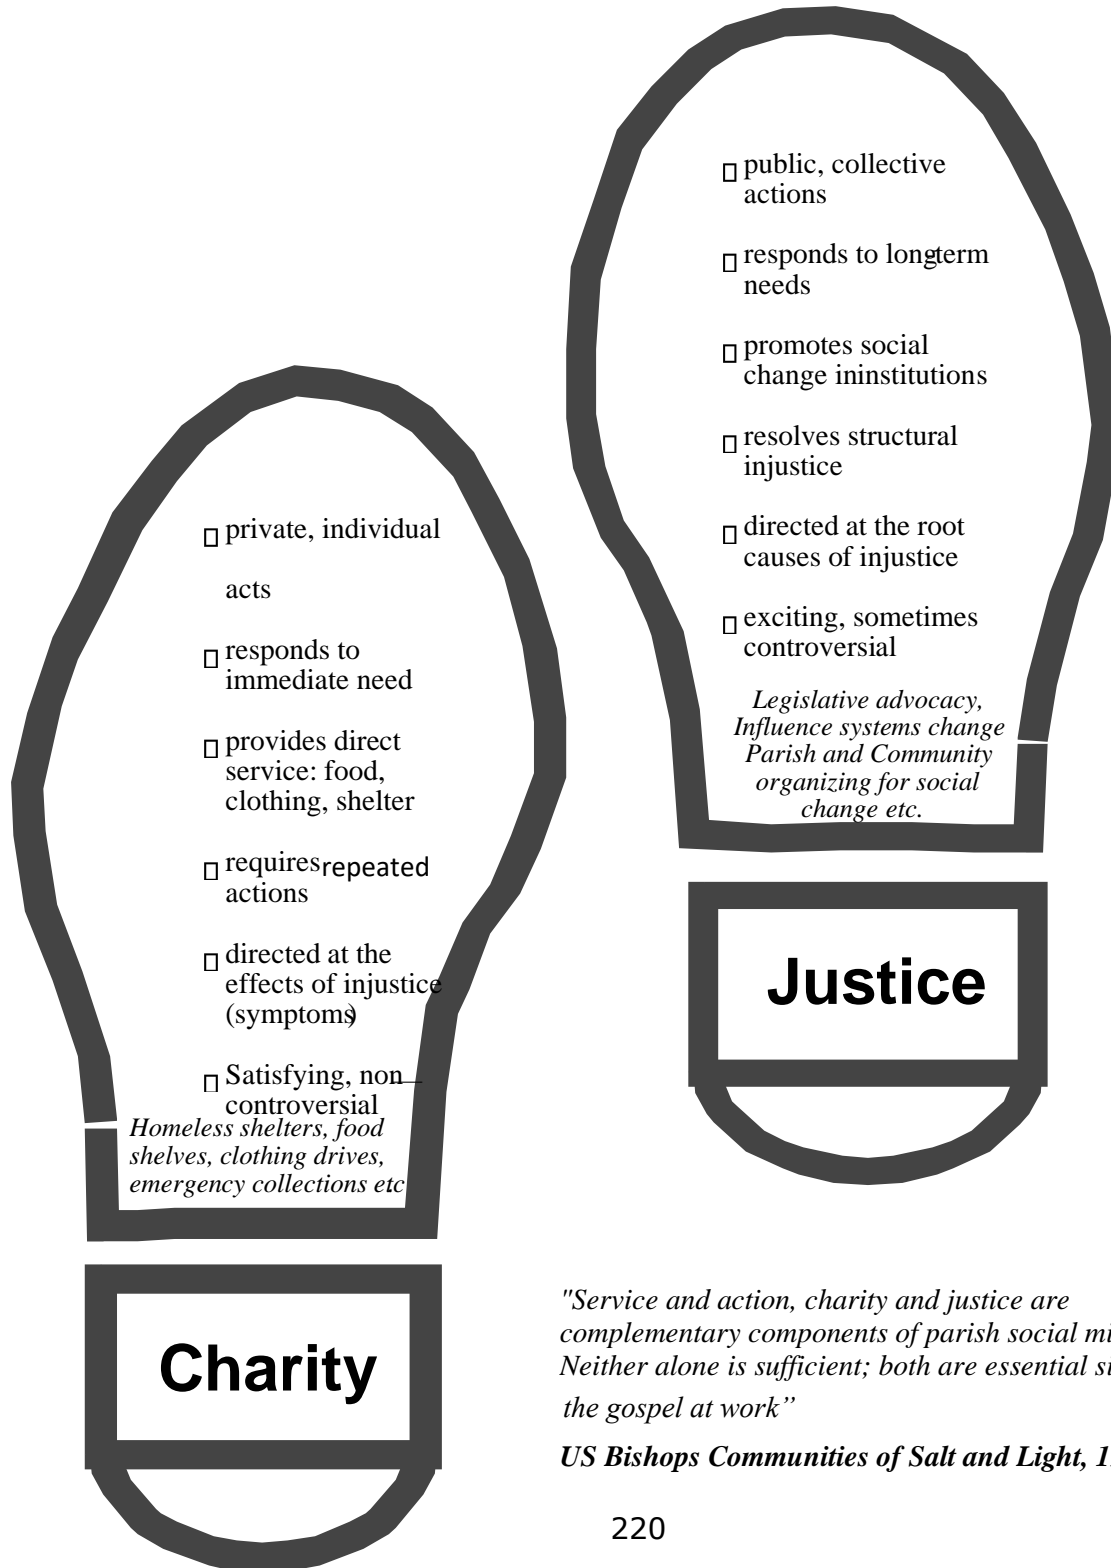 public, collective
actions
responds to long-term
needs
promotes social
change ininstitutions
resolves structural
injustice
directed at the root
causes of injustice
exciting, sometimes
controversial
Legislative advocacy,
Influence systems change
Parish and Community
organizing for social
change etc.
Justice
private, individual
acts
responds to
immediate need
provides direct
service: food,
clothing, shelter
requires repeated
actions
directed at the
effects of injustice
(symptoms)
Satisfying, non—
controversial
Homeless shelters, food
shelves, clothing drives,
emergency collections etc.
Charity
"Service and action, charity and justice are
complementary components of parish social
Neither alone is sufficient; both are essential
the gospel at work”
US Bishops Communities of Salt and Light,
220